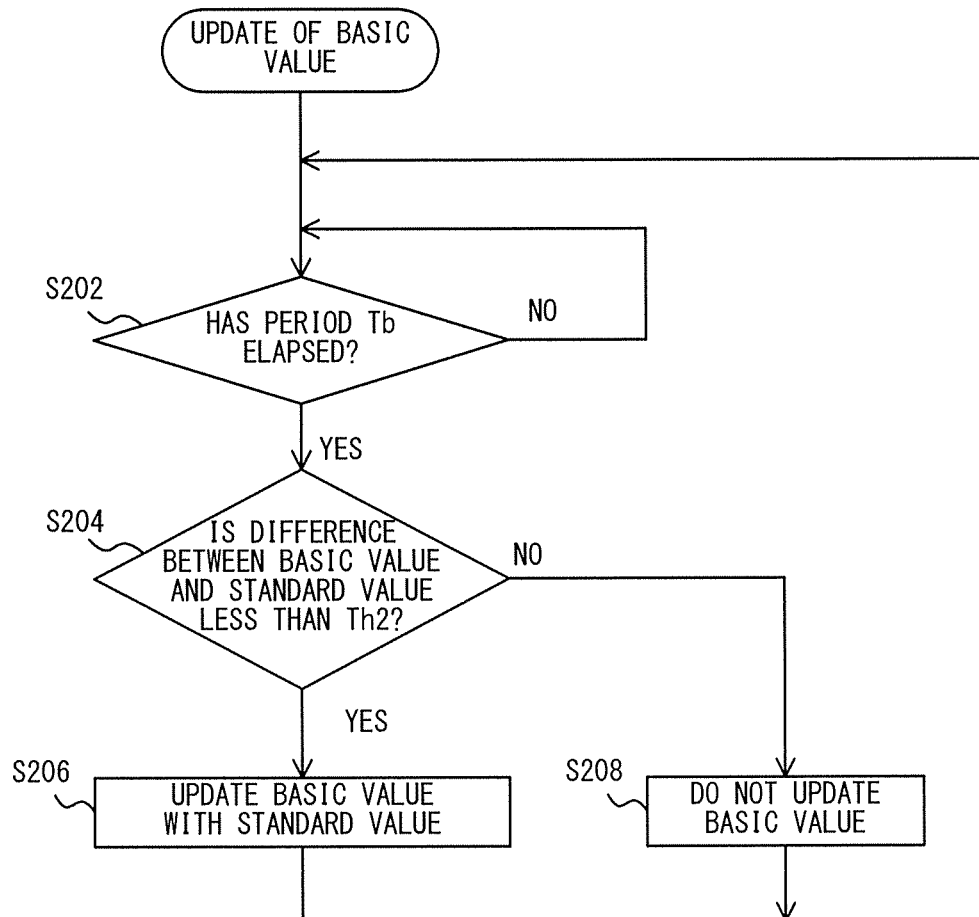 UPDATE OF BASIC
VALUE
S202
HAS PERIOD Tb
ELAPSED?
NO
YES
S204
IS DIFFERENCE
BETWEEN BASIC VALUE
AND STANDARD VALUE
LESS THAN Th2?
NO
YES
S206
UPDATE BASIC VALUE
WITH STANDARD VALUE
S208
DO NOT UPDATE
BASIC VALUE